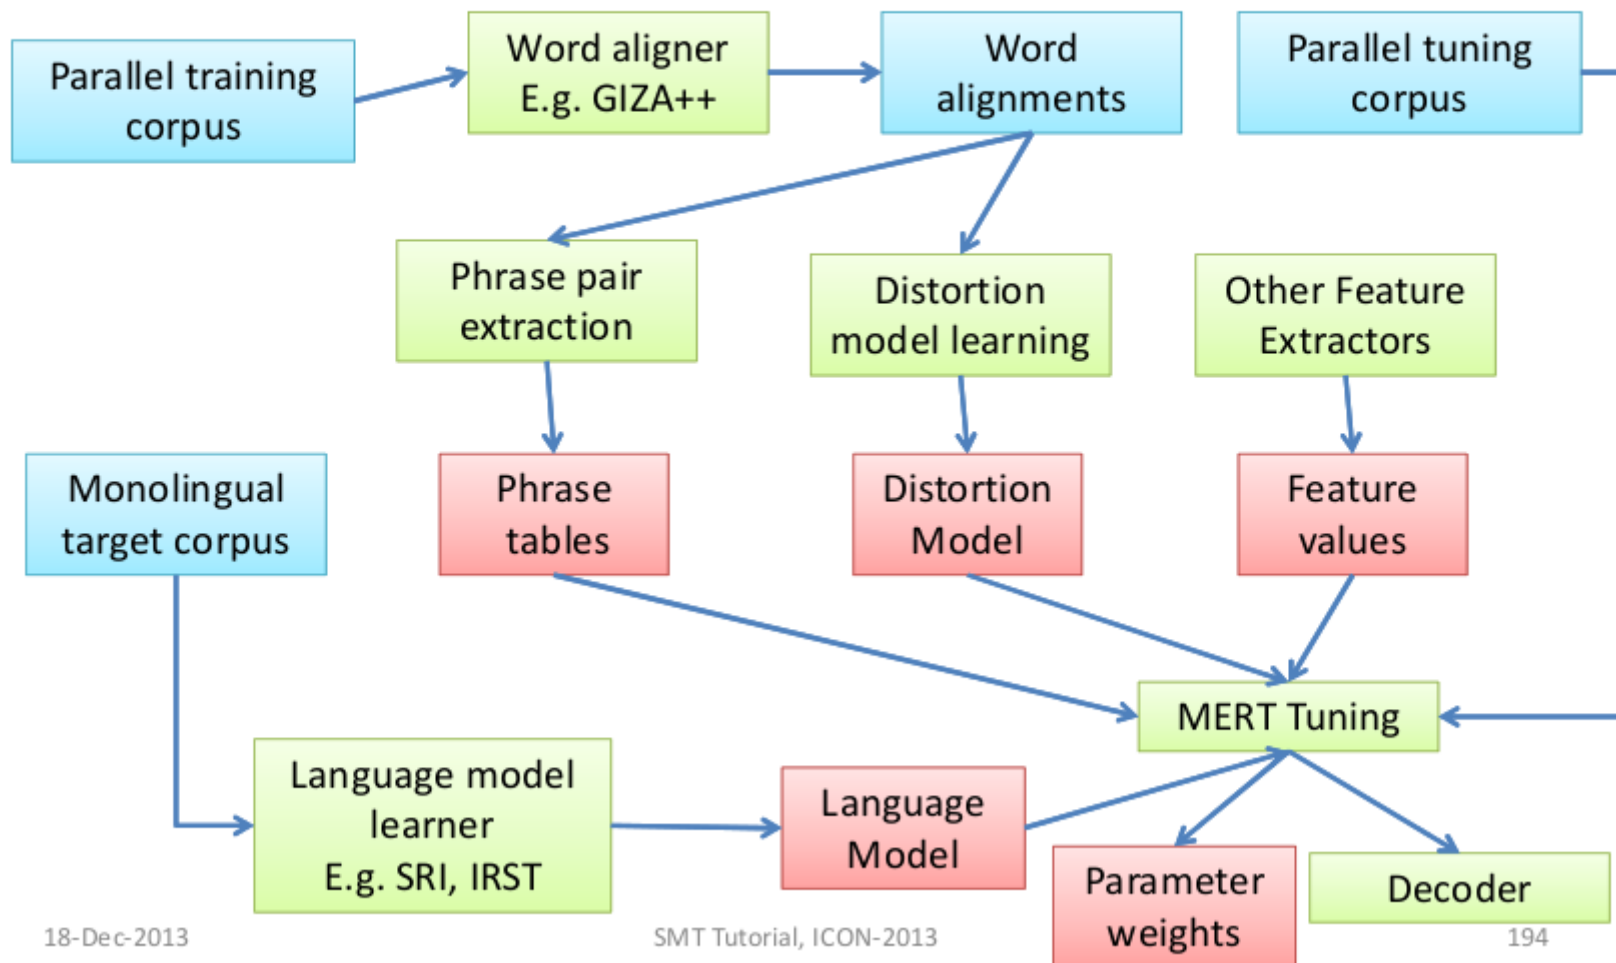 Parallel training
corpus
Word aligner
E.g. GIZA++
Word
alignments
Parallel tuning
corpus
Phrase pair
extraction
Distortion
model learning
Other Feature
Extractors
Monolingual
target corpus
Phrase
tables
Distortion
Model
Feature
values
MERT Tuning
Language model
learner
E.g. SRI, IRST
Language
Model
Parameter
weights
Decoder
18-Dec-2013
SMT Tutorial, ICON-2013
194